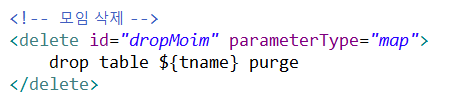 <!-- 모임 삭제 -->
<delete id="dropMoim" parameterType="map">
    drop table ${tname} purge
</delete>